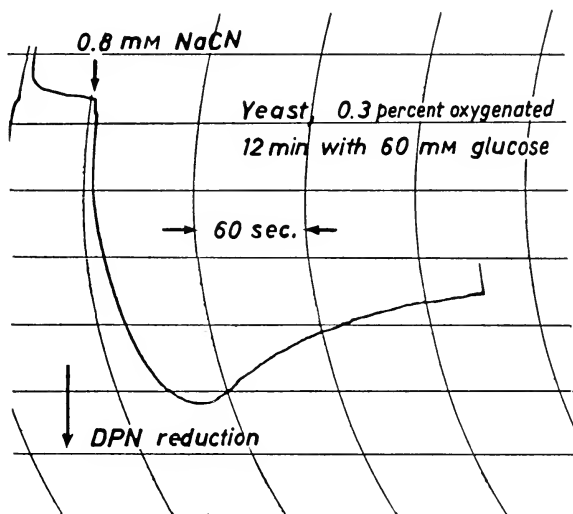 0.8 mM NaCN
Yeast 0.3 percent oxygenated
12 min with 60 mM glucose
60 sec.
DPN reduction